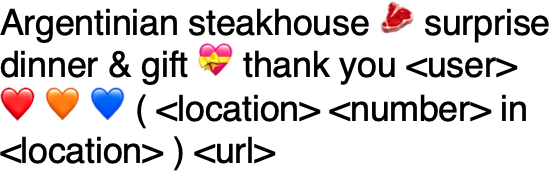 Argentinian steakhouse 🥩 surprise
dinner & gift 💝 thank you <user>
❤️ 🧡 💙 ( <location> <number> in
<location> ) <url>